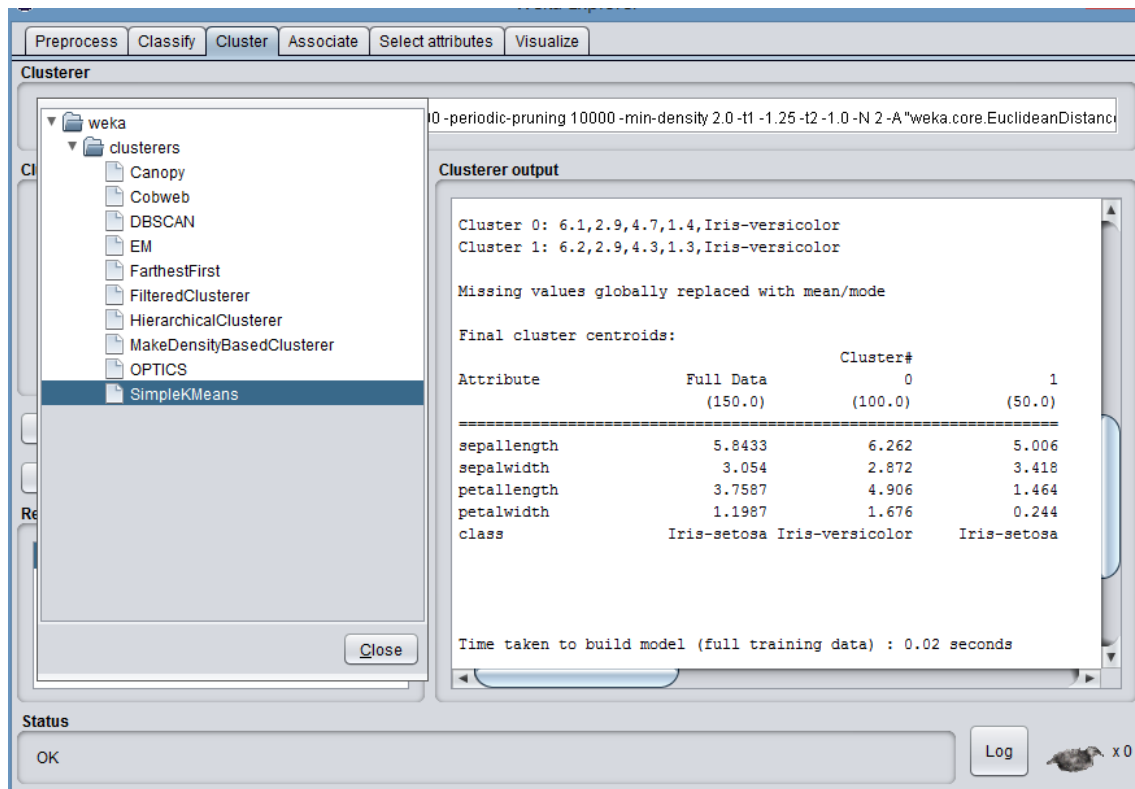 Preprocess Classify Cluster Associate Select attributes Visualize
Clusterer
weka
clusterers
Canopy
Cobweb
DBSCAN
EM
FarthestFirst
FilteredClusterer
HierarchicalClusterer
MakeDensityBasedClusterer
OPTICS
SimpleKMeans
Close
-periodic-pruning 10000 -min-density 2.0 -t1 -1.25 -t2 -1.0 -N 2 -A "weka.core.EuclideanDistanc
Clusterer output
Cluster 0: 6.1,2.9,4.7,1.4,Iris-versicolor
Cluster 1: 6.2,2.9,4.3,1.3,Iris-versicolor
Missing values globally replaced with mean/mode
Final cluster centroids:
Cluster#
Attribute Full Data 0 1
(150.0) (100.0) (50.0)
==================================================================
sepallength 5.8433 6.262 5.006
sepalwidth 3.054 2.872 3.418
petallength 3.7587 4.906 1.464
petalwidth 1.1987 1.676 0.244
class Iris-setosa Iris-versicolor Iris-setosa
Time taken to build model (full training data) : 0.02 seconds
Status
OK
Log
x 0